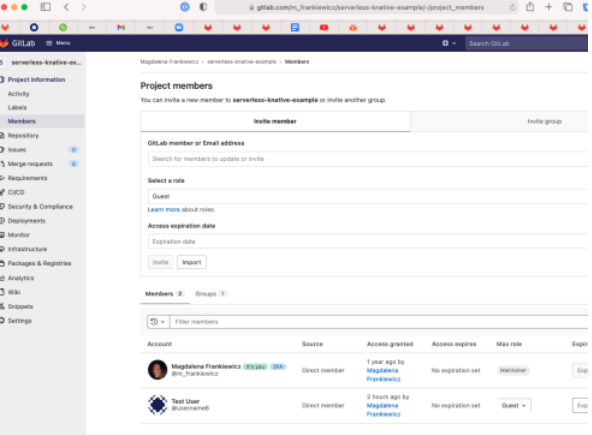 gitlab.com/m_frankiewicz/serverless-knative-example/-/project_members
GitLab Menu Search GitLab
serverless-knative-ex...
Magdalena Frankiewicz › serverless-knative-example › Members
Project information
Activity
Labels
Members
Repository
Issues
Merge requests
Requirements
CI/CD
Security & Compliance
Deployments
Monitor
Infrastructure
Packages & Registries
Analytics
Wiki
Snippets
Settings
Project members
You can invite a new member to serverless-knative-example or invite another group.
Invite member Invite group
GitLab member or Email address
Search for members to update or invite
Select a role
Guest
Learn more about roles.
Access expiration date
Expiration date
Invite Import
Members 2 Groups 1
Filter members
Account Source Access granted Access expires Max role Expir
Magdalena Frankiewicz It's you 2FA
@m_frankiewicz
Direct member
1 year ago by
Magdalena
Frankiewicz
No expiration set
Maintainer
Exp
Test User
@username6
Direct member
2 hours ago by
Magdalena
Frankiewicz
No expiration set
Guest
Exp